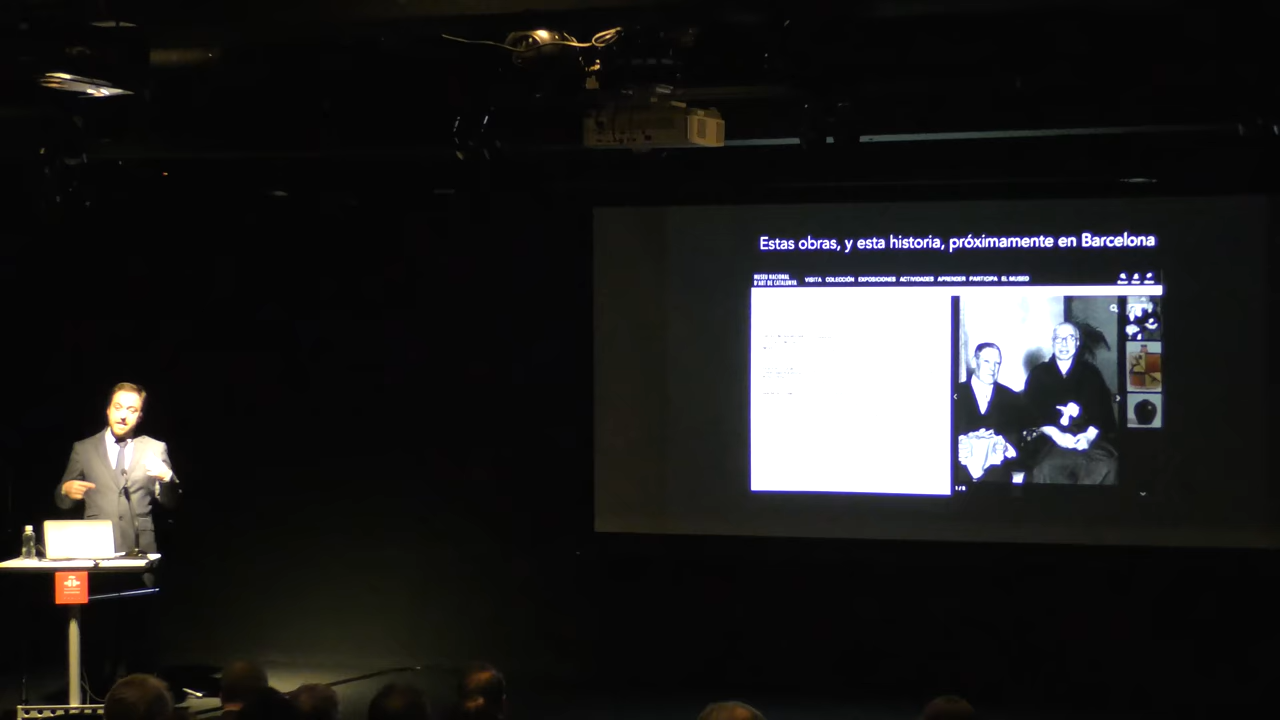 Estas obras, y esta historia, próximamente en Barcelona
MUSEU NACIONAL
D'ART DE CATALUNYA
VISITA COLECCIÓN EXPOSICIONES ACTIVIDADES APRENDER PARTICIPA EL MUSEO